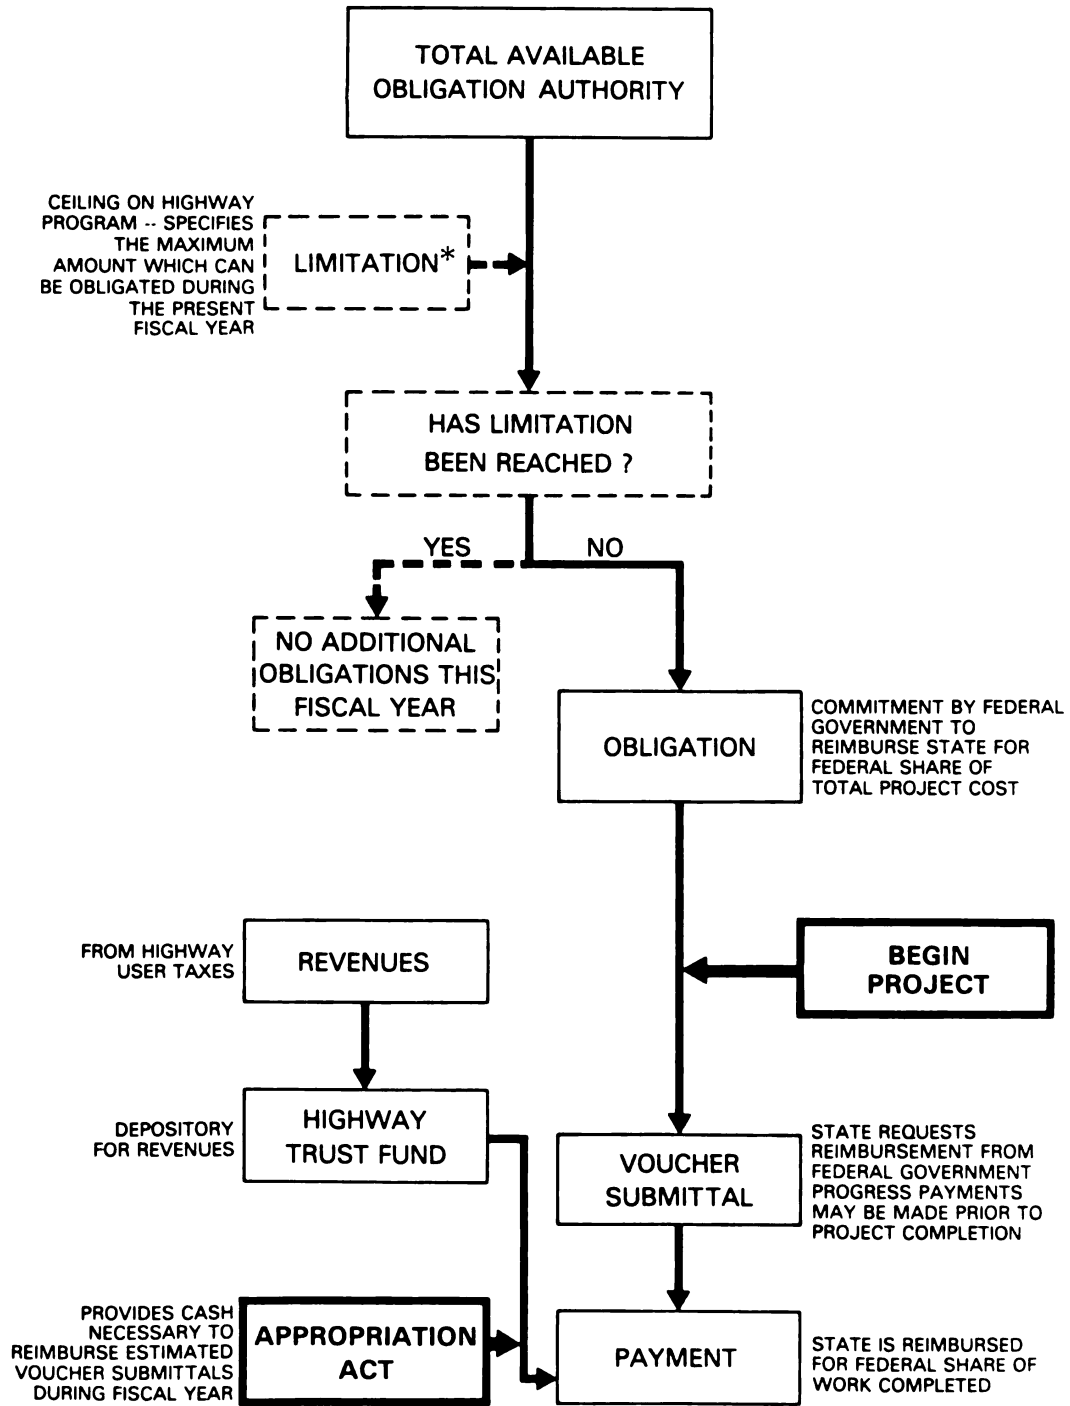 TOTAL AVAILABLE
OBLIGATION AUTHORITY
CEILING ON HIGHWAY
PROGRAM -- SPECIFIES
THE MAXIMUM
AMOUNT WHICH CAN
BE OBLIGATED DURING
THE PRESENT
FISCAL YEAR
LIMITATION*
HAS LIMITATION
BEEN REACHED ?
YES
NO
NO ADDITIONAL
OBLIGATIONS THIS
FISCAL YEAR
OBLIGATION
COMMITMENT BY FEDERAL
GOVERNMENT TO
REIMBURSE STATE FOR
FEDERAL SHARE OF
TOTAL PROJECT COST
FROM HIGHWAY
USER TAXES
REVENUES
BEGIN
PROJECT
DEPOSITORY
FOR REVENUES
HIGHWAY
TRUST FUND
VOUCHER
SUBMITTAL
STATE REQUESTS
REIMBURSEMENT FROM
FEDERAL GOVERNMENT
PROGRESS PAYMENTS
MAY BE MADE PRIOR TO
PROJECT COMPLETION
PROVIDES CASH
NECESSARY TO
REIMBURSE ESTIMATED
VOUCHER SUBMITTALS
DURING FISCAL YEAR
APPROPRIATION
ACT
PAYMENT
STATE IS REIMBURSED
FOR FEDERAL SHARE OF
WORK COMPLETED